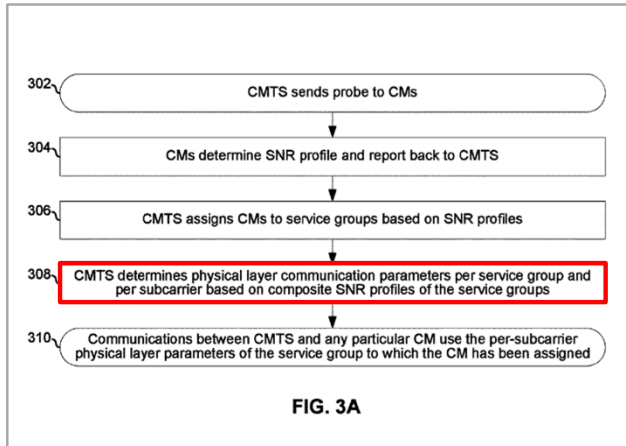 302
CMTS sends probe to CMs
304
CMs determine SNR profile and report back to CMTS
306
CMTS assigns CMs to service groups based on SNR profiles
308
CMTS determines physical layer communication parameters per service group and
per subcarrier based on composite SNR profiles of the service groups
310
Communications between CMTS and any particular CM use the per-subcarrier
physical layer parameters of the service group to which the CM has been assigned
FIG. 3A